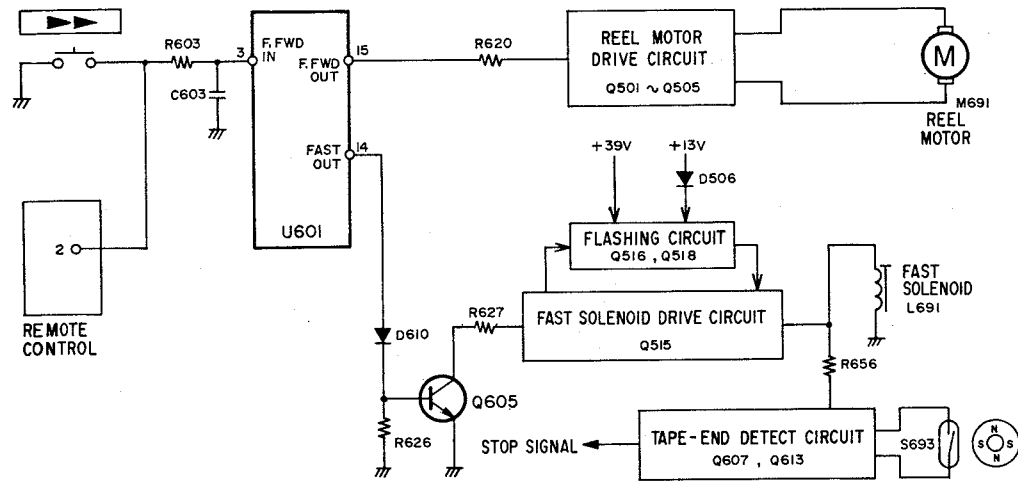 R603
3
F. FWD
IN
C603
F. FWD
OUT
15
FAST
OUT
14
U601
2
REMOTE
CONTROL
R620
REEL MOTOR
DRIVE CIRCUIT
Q501 ~ Q505
M
M691
REEL
MOTOR
+39V
+13V
D506
FLASHING CIRCUIT
Q516 , Q518
R627
FAST SOLENOID DRIVE CIRCUIT
Q515
FAST
SOLENOID
L691
D610
Q605
R626
R656
STOP SIGNAL
TAPE-END DETECT CIRCUIT
Q607 , Q613
S693
N
S S
N